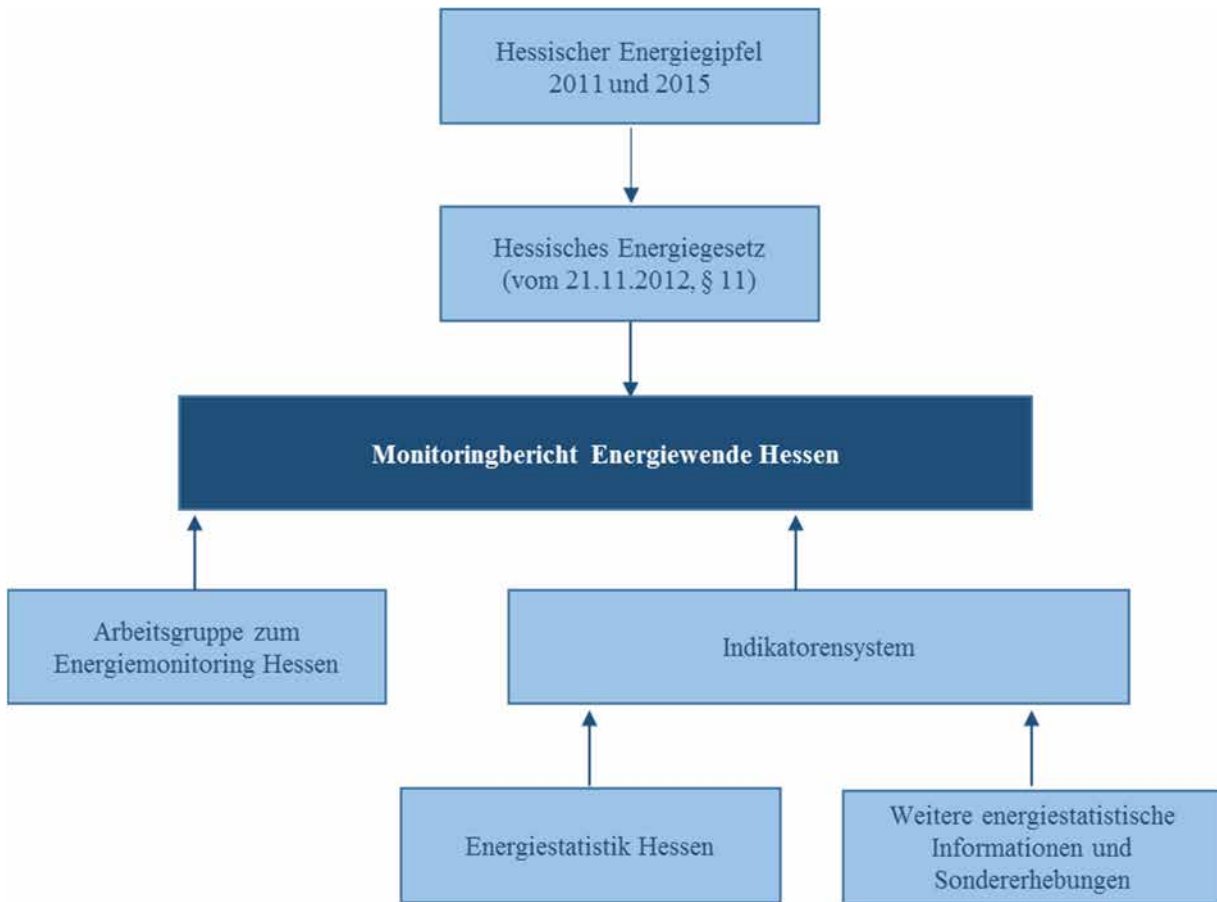 Hessischer Energiegipfel
2011 und 2015
Hessisches Energiegesetz
(vom 21.11.2012, § 11)
Monitoringbericht Energiewende Hessen
Arbeitsgruppe zum
Energiemonitoring Hessen
Indikatorensystem
Energiestatistik Hessen
Weitere energiestatistische
Informationen und
Sondererhebungen